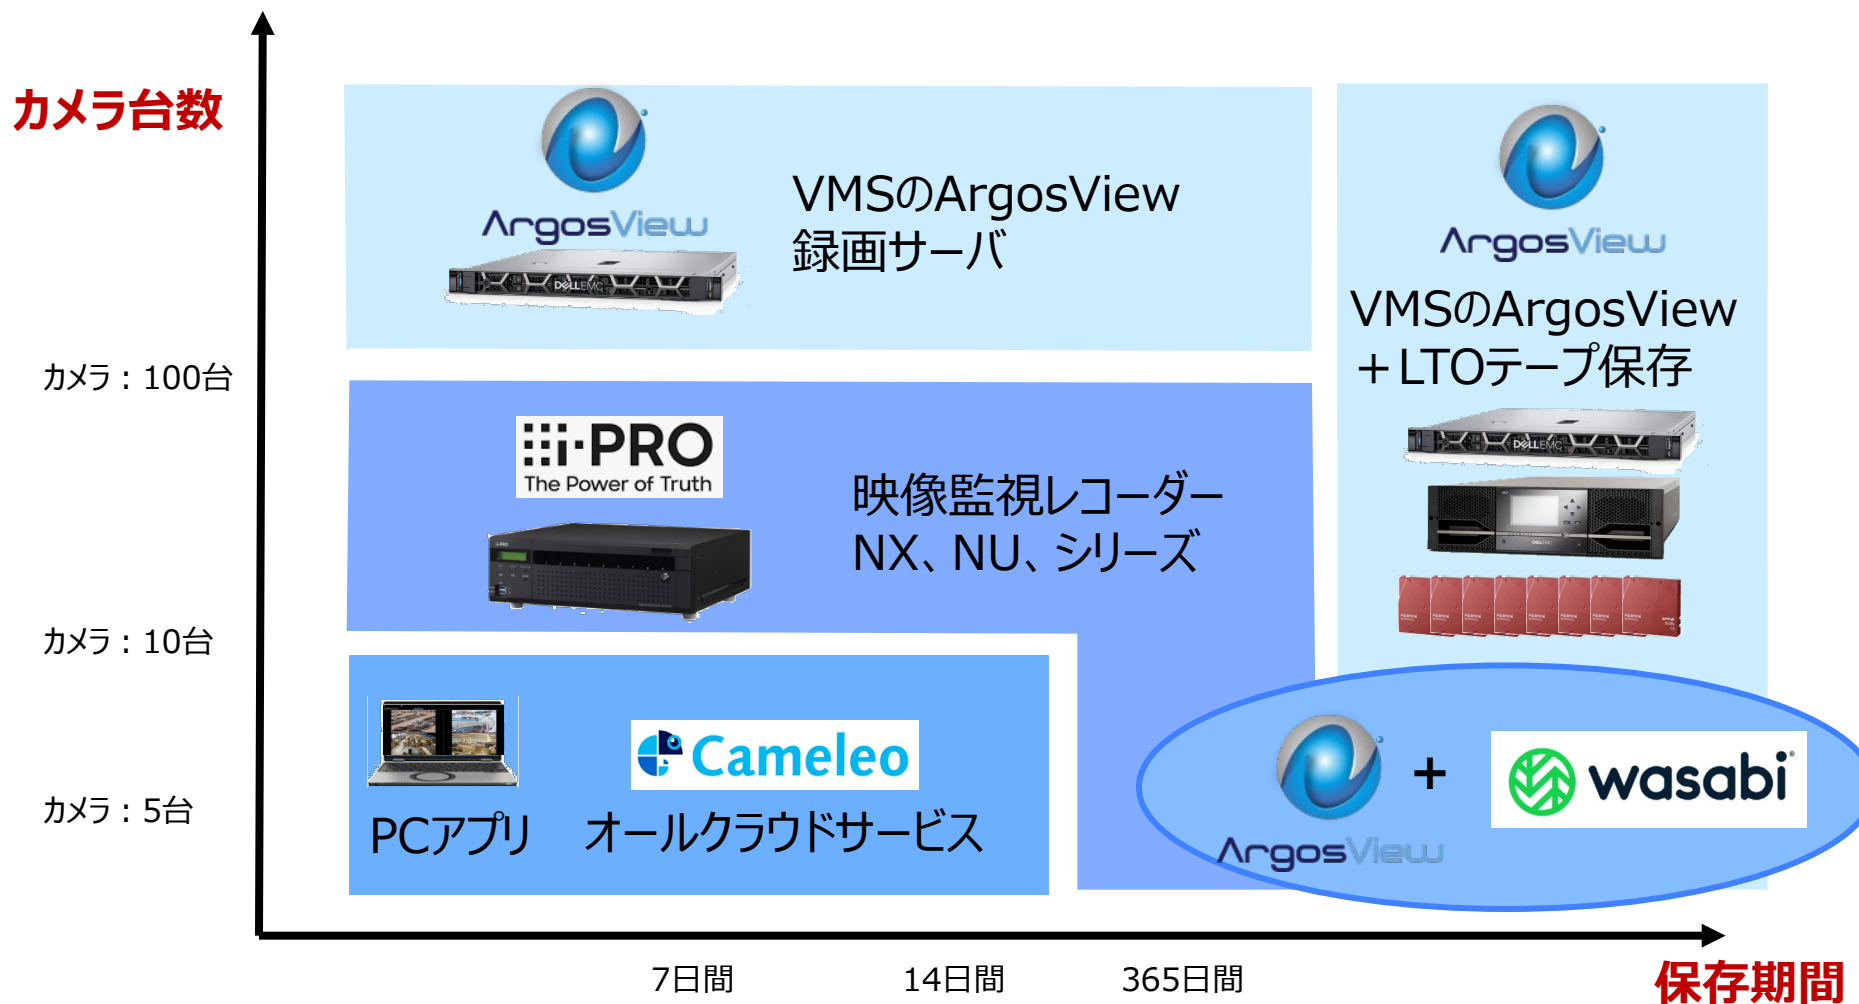 カメラ台数
ArgosView
VMSのArgosView
録画サーバ
DELLEMC
ArgosView
VMSのArgosView
＋LTOテープ保存
DELLEMC
カメラ：100台
i-PRO
The Power of Truth
映像監視レコーダー
NX、NU、シリーズ
カメラ：10台
Cameleo
PCアプリ
オールクラウドサービス
カメラ：5台
ArgosView
+
wasabi
7日間
14日間
365日間
保存期間